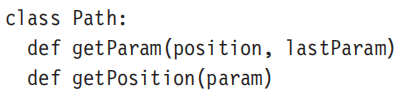 class Path:
  def getParam(position, lastParam)
  def getPosition(param)